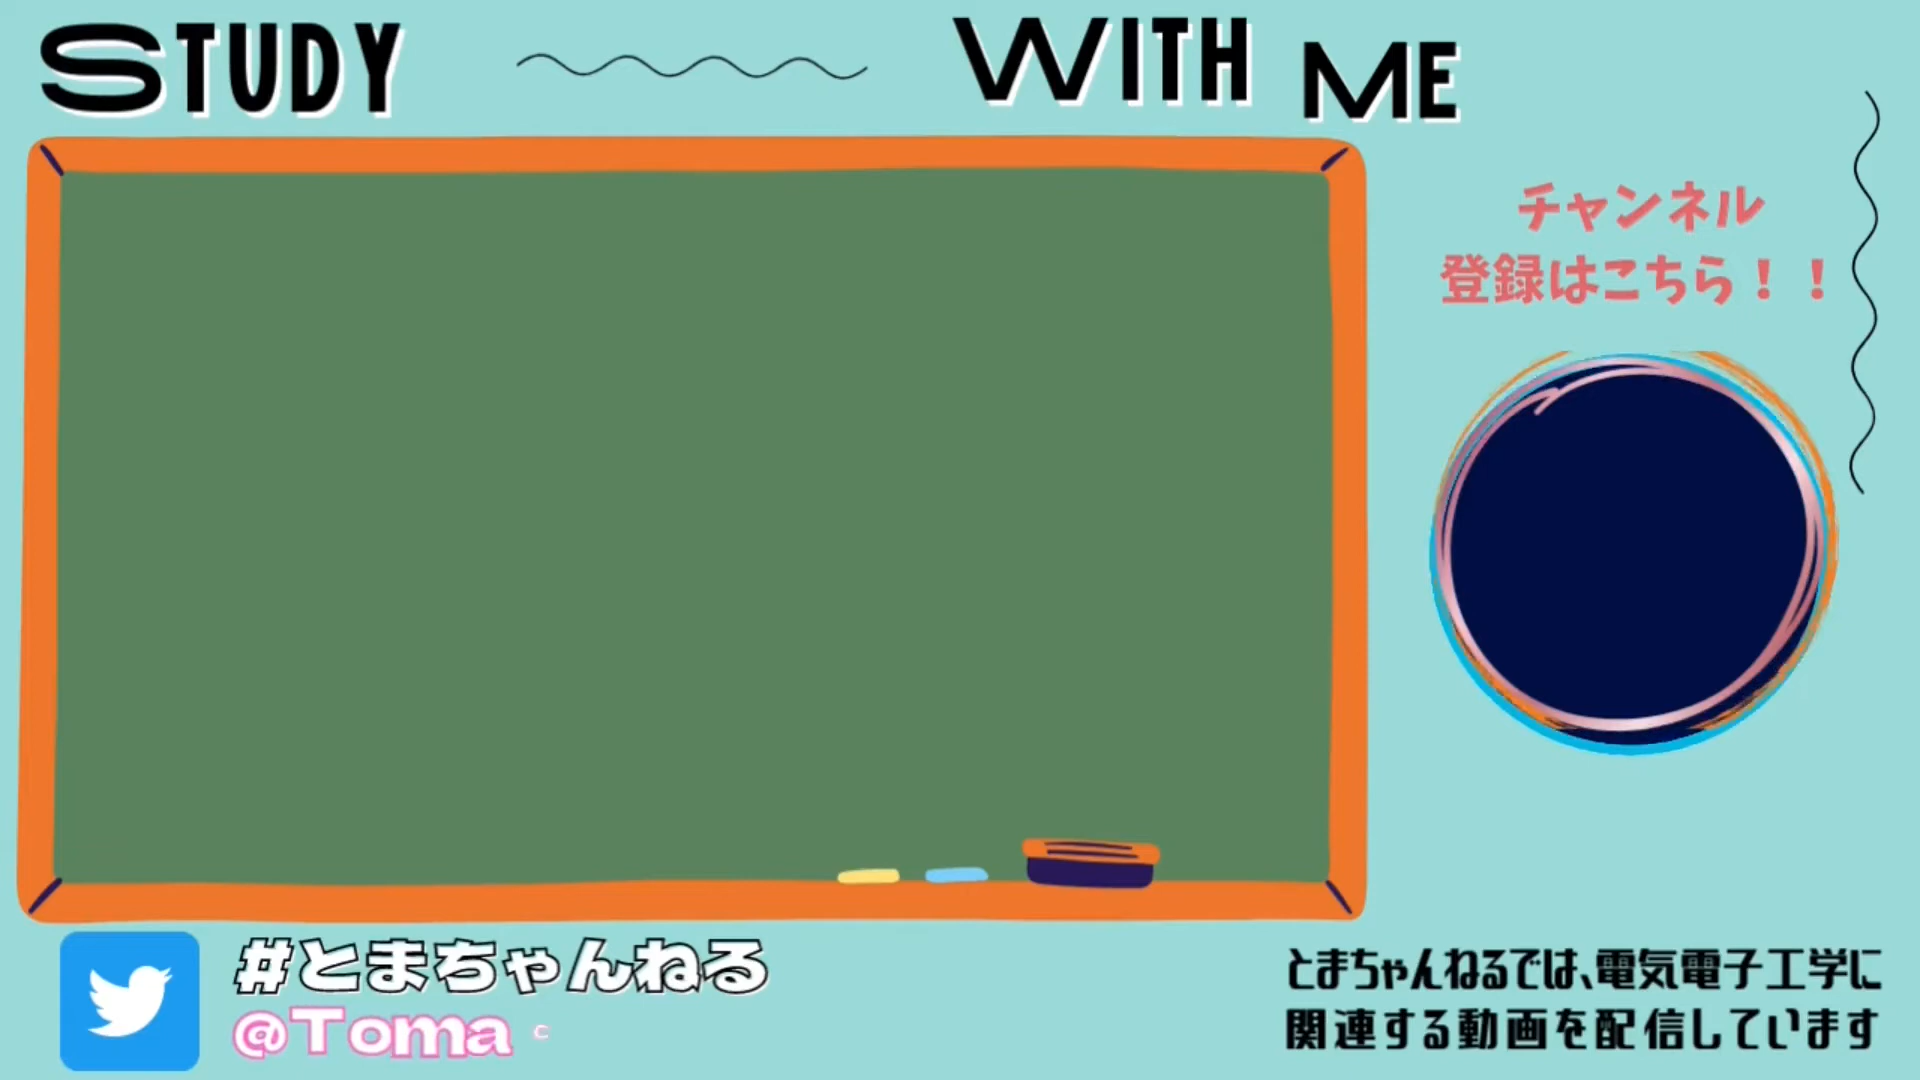 STUDY WITH ME
チャンネル
登録はこちら！！
#とまちゃんねる
@Toma
とまちゃんねるでは、電気電子工学に
関連する動画を配信しています